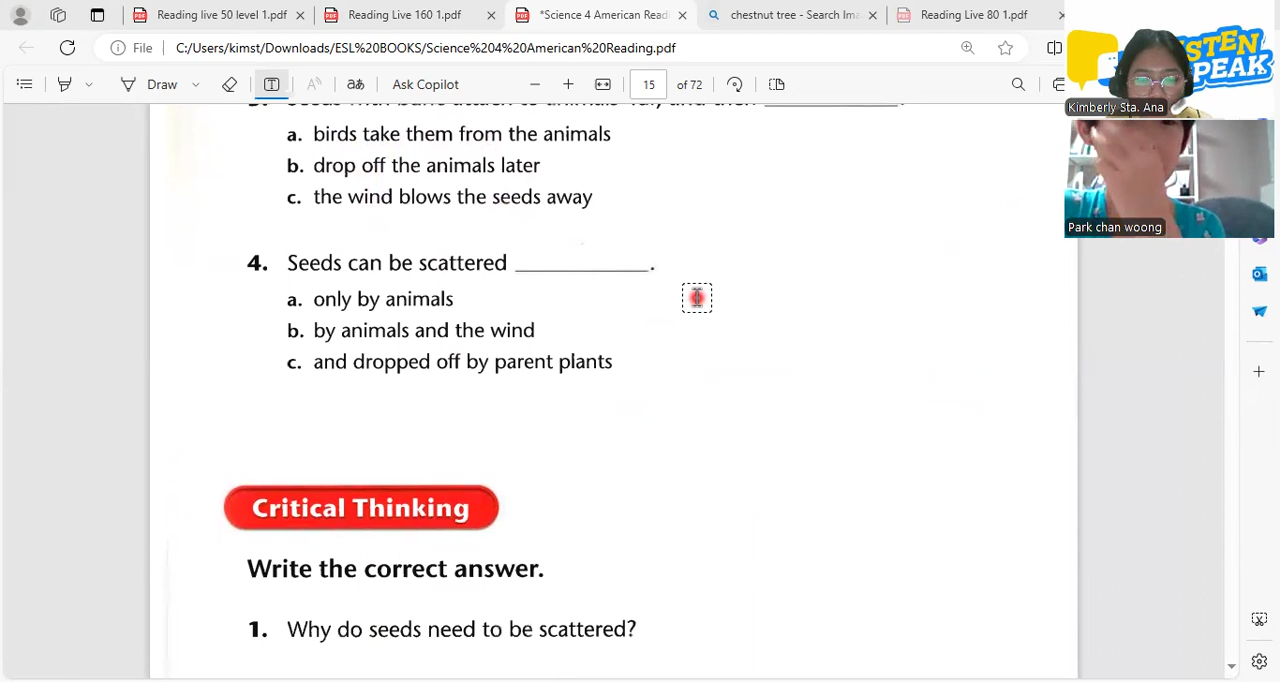 Reading live 50 level 1.pdf
Reading Live 160 1.pdf
*Science 4 American Read
chestnut tree - Search Ima
Reading Live 80 1.pdf
File
C:/Users/kimst/Downloads/ESL%20BOOKS/Science%204%20American%20Reading.pdf
Draw
Ask Copilot
15
of 72
a. birds take them from the animals
b. drop off the animals later
c. the wind blows the seeds away
4. Seeds can be scattered ____________.
a. only by animals
b. by animals and the wind
c. and dropped off by parent plants
Critical Thinking
Write the correct answer.
1. Why do seeds need to be scattered?
PEAK
Kimberly Sta. Ana
Park chan woong